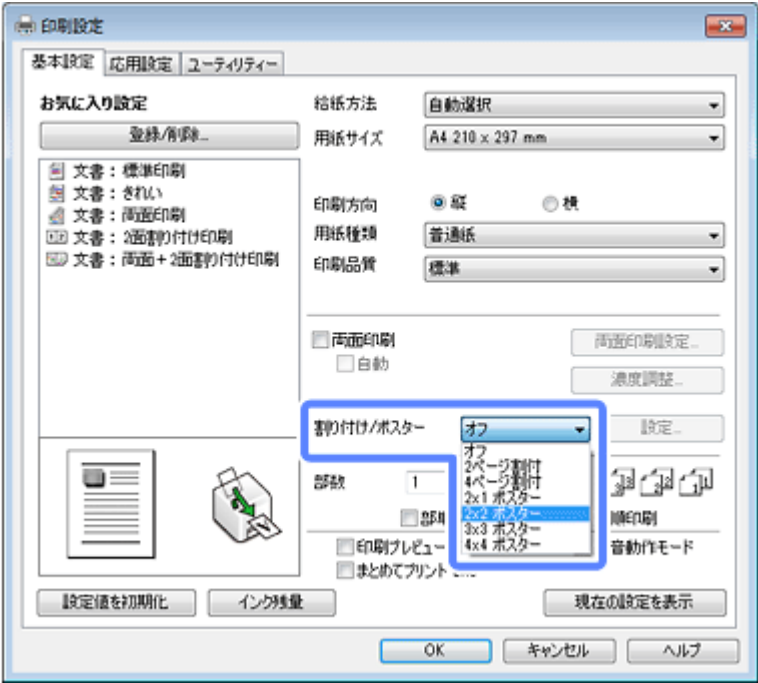 印刷設定
基本設定 応用設定 ユーティリティー
お気に入り設定
登録/削除...
文書：標準印刷
文書：きれい
文書：両面印刷
文書：2面割り付け印刷
文書：両面＋2面割り付け印刷
給紙方法 自動選択
用紙サイズ A4 210 x 297 mm
印刷方向 縦 横
用紙種類 普通紙
印刷品質 標準
両面印刷 両面印刷設定...
自動
濃度調整...
割り付け/ポスター オフ 設定...
オフ
2ページ割付
4ページ割付
2x1 ポスター
2x2 ポスター
3x3 ポスター
4x4 ポスター
部数 1
部単
順印刷
印刷プレビュー
音動作モード
まとめてプリント
設定値を初期化 インク残量 現在の設定を表示
OK キャンセル ヘルプ